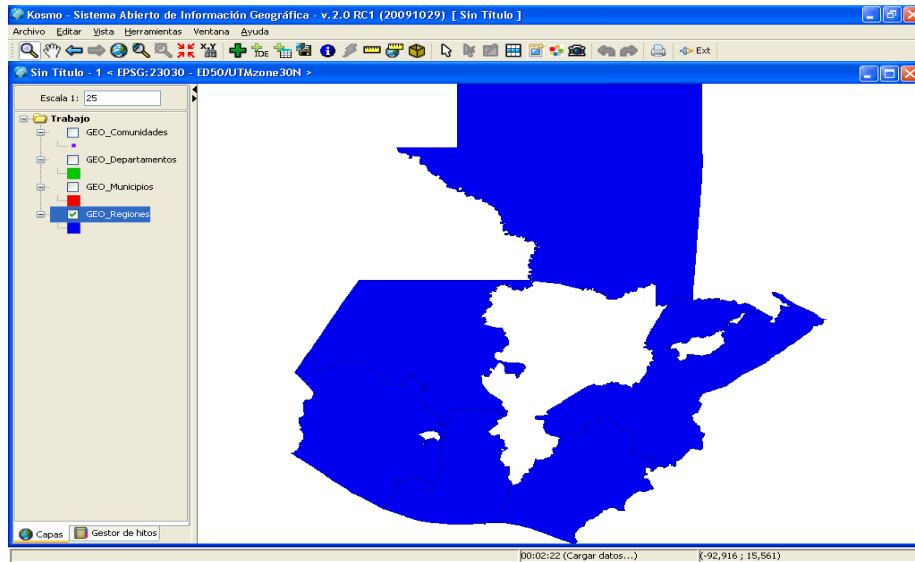 Kosmo - Sistema Abierto de Información Geográfica - v.2.0 RC1 (20091029) [ Sin Título ]
Archivo Editar Vista Herramientas Ventana Ayuda
Ext
Sin Título - 1 < EPSG:23030 - ED50/UTMzone30N >
Escala 1: 25
Trabajo
GEO_Comunidades
GEO_Departamentos
GEO_Municipios
GEO_Regiones
Capas Gestor de hitos
00:02:22 (Cargar datos...) (-92,916 ; 15,561)